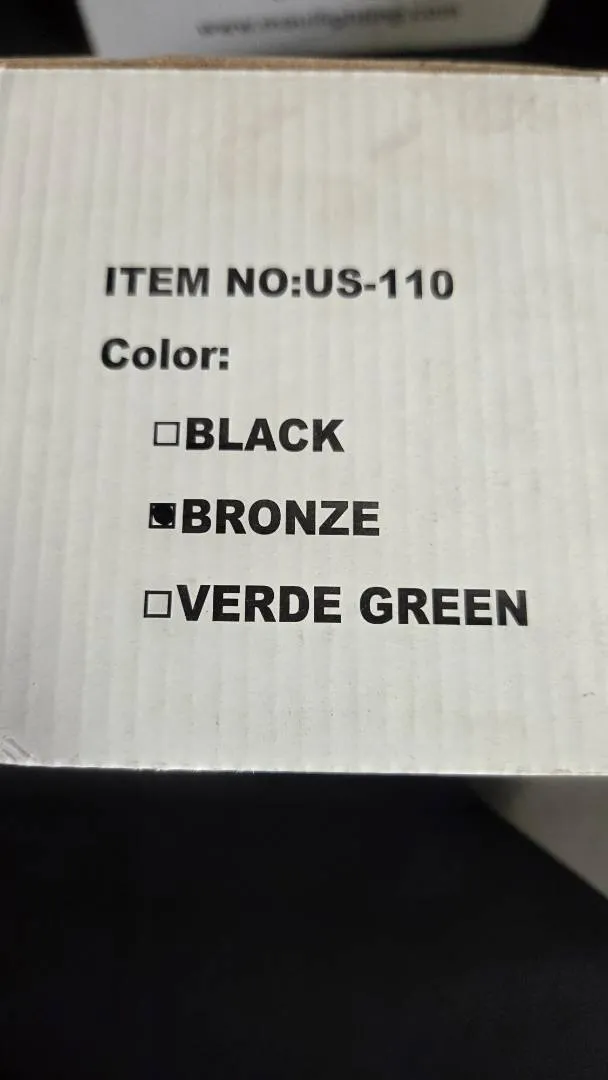 ITEM NO:US-110
Color:
☐BLACK
☒BRONZE
☐VERDE GREEN